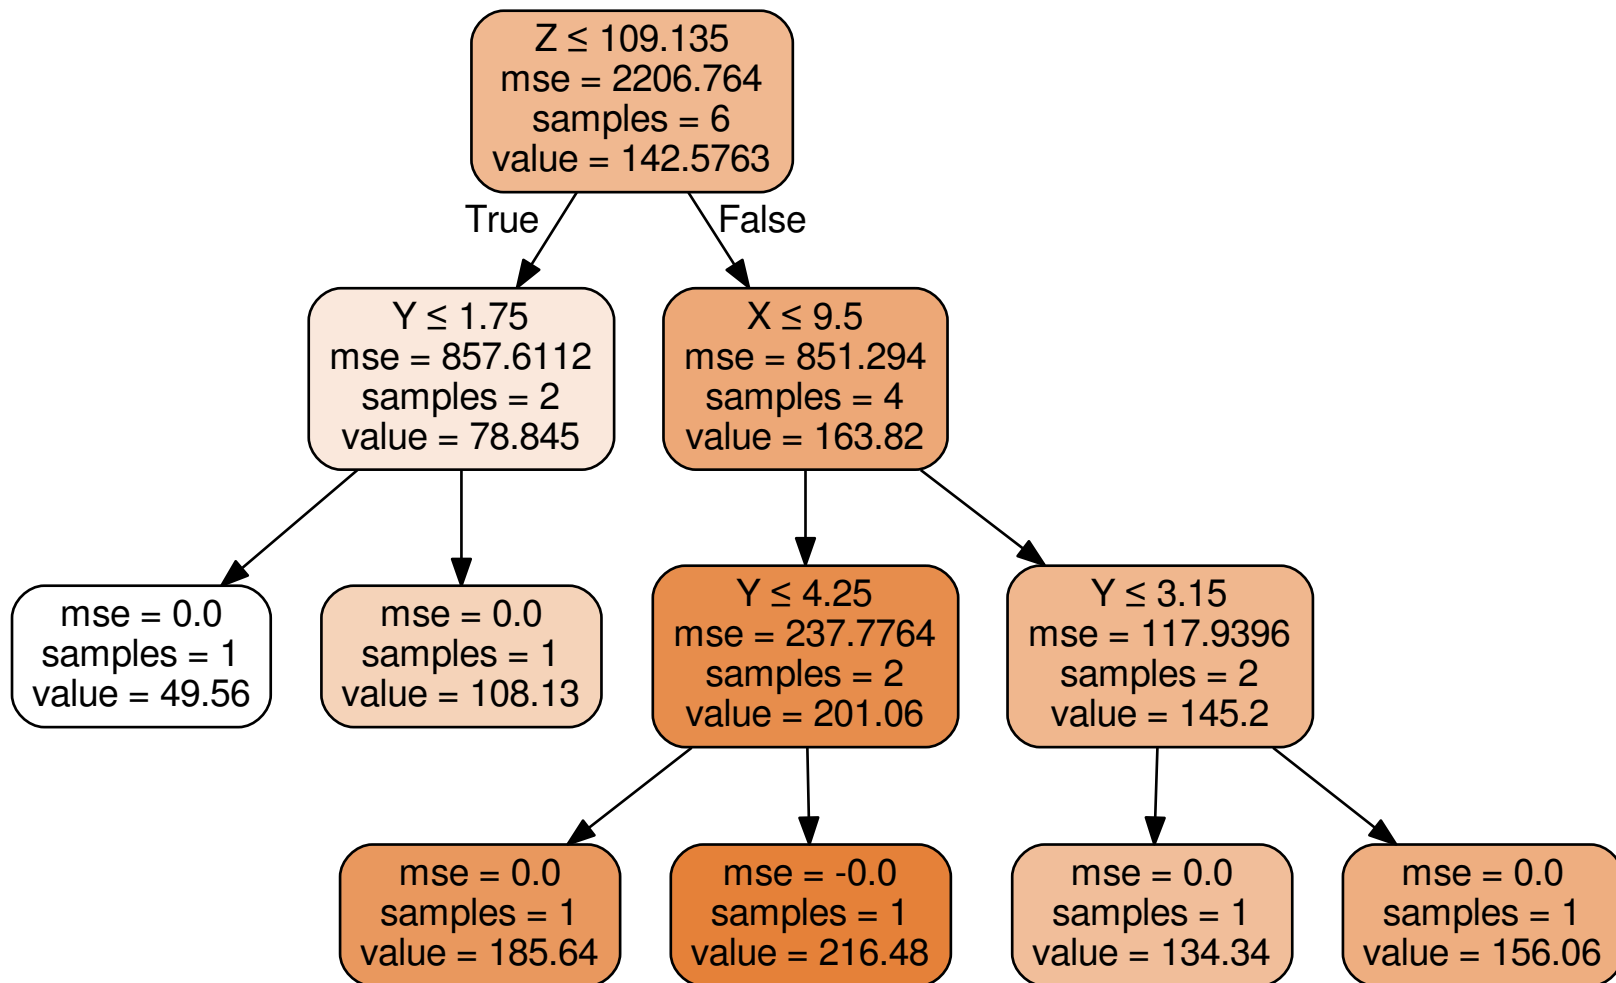 Z ≤ 109.135
mse = 2206.764
samples = 6
value = 142.5763
True
False
Y ≤ 1.75
mse = 857.6112
samples = 2
value = 78.845
X ≤ 9.5
mse = 851.294
samples = 4
value = 163.82
mse = 0.0
samples = 1
value = 49.56
mse = 0.0
samples = 1
value = 108.13
Y ≤ 4.25
mse = 237.7764
samples = 2
value = 201.06
Y ≤ 3.15
mse = 117.9396
samples = 2
value = 145.2
mse = 0.0
samples = 1
value = 185.64
mse = -0.0
samples = 1
value = 216.48
mse = 0.0
samples = 1
value = 134.34
mse = 0.0
samples = 1
value = 156.06